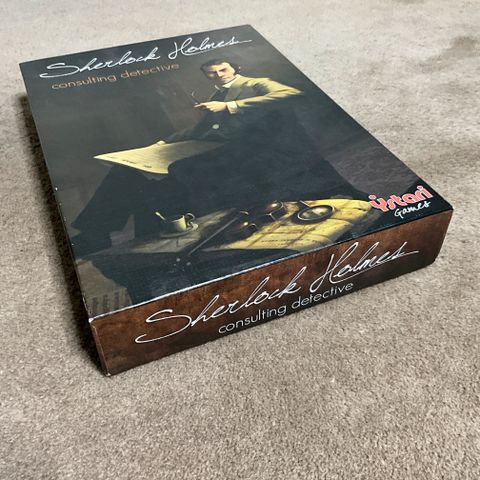 Sherlock Holmes
consulting detective
ystari
Games
Sherlock Holmes
consulting detective